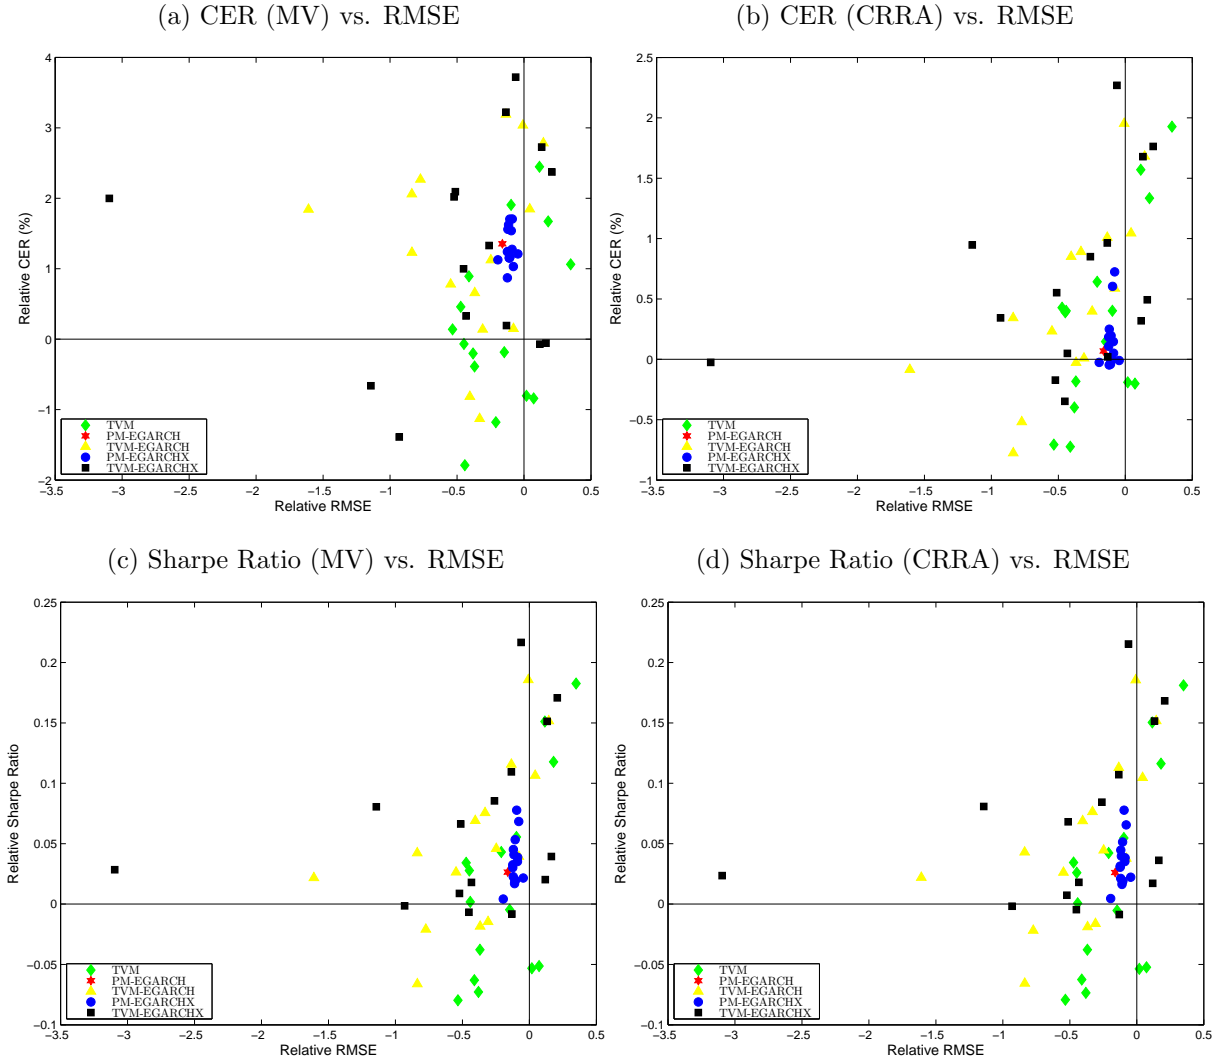 (a) CER (MV) vs. RMSE
4
3
2
1
0
−1
−2
Relative CER (%)
−3.5 −3 −2.5 −2 −1.5 −1 −0.5 0 0.5
Relative RMSE
TVM
PM-EGARCH
TVM-EGARCH
PM-EGARCHX
TVM-EGARCHX
(b) CER (CRRA) vs. RMSE
2.5
2
1.5
1
0.5
0
−0.5
−1
Relative CER (%)
−3.5 −3 −2.5 −2 −1.5 −1 −0.5 0 0.5
Relative RMSE
TVM
PM-EGARCH
TVM-EGARCH
PM-EGARCHX
TVM-EGARCHX
(c) Sharpe Ratio (MV) vs. RMSE
0.25
0.2
0.15
0.1
0.05
0
−0.05
−0.1
Relative Sharpe Ratio
−3.5 −3 −2.5 −2 −1.5 −1 −0.5 0 0.5
Relative RMSE
TVM
PM-EGARCH
TVM-EGARCH
PM-EGARCHX
TVM-EGARCHX
(d) Sharpe Ratio (CRRA) vs. RMSE
0.25
0.2
0.15
0.1
0.05
0
−0.05
−0.1
Relative Sharpe Ratio
−3.5 −3 −2.5 −2 −1.5 −1 −0.5 0 0.5
Relative RMSE
TVM
PM-EGARCH
TVM-EGARCH
PM-EGARCHX
TVM-EGARCHX